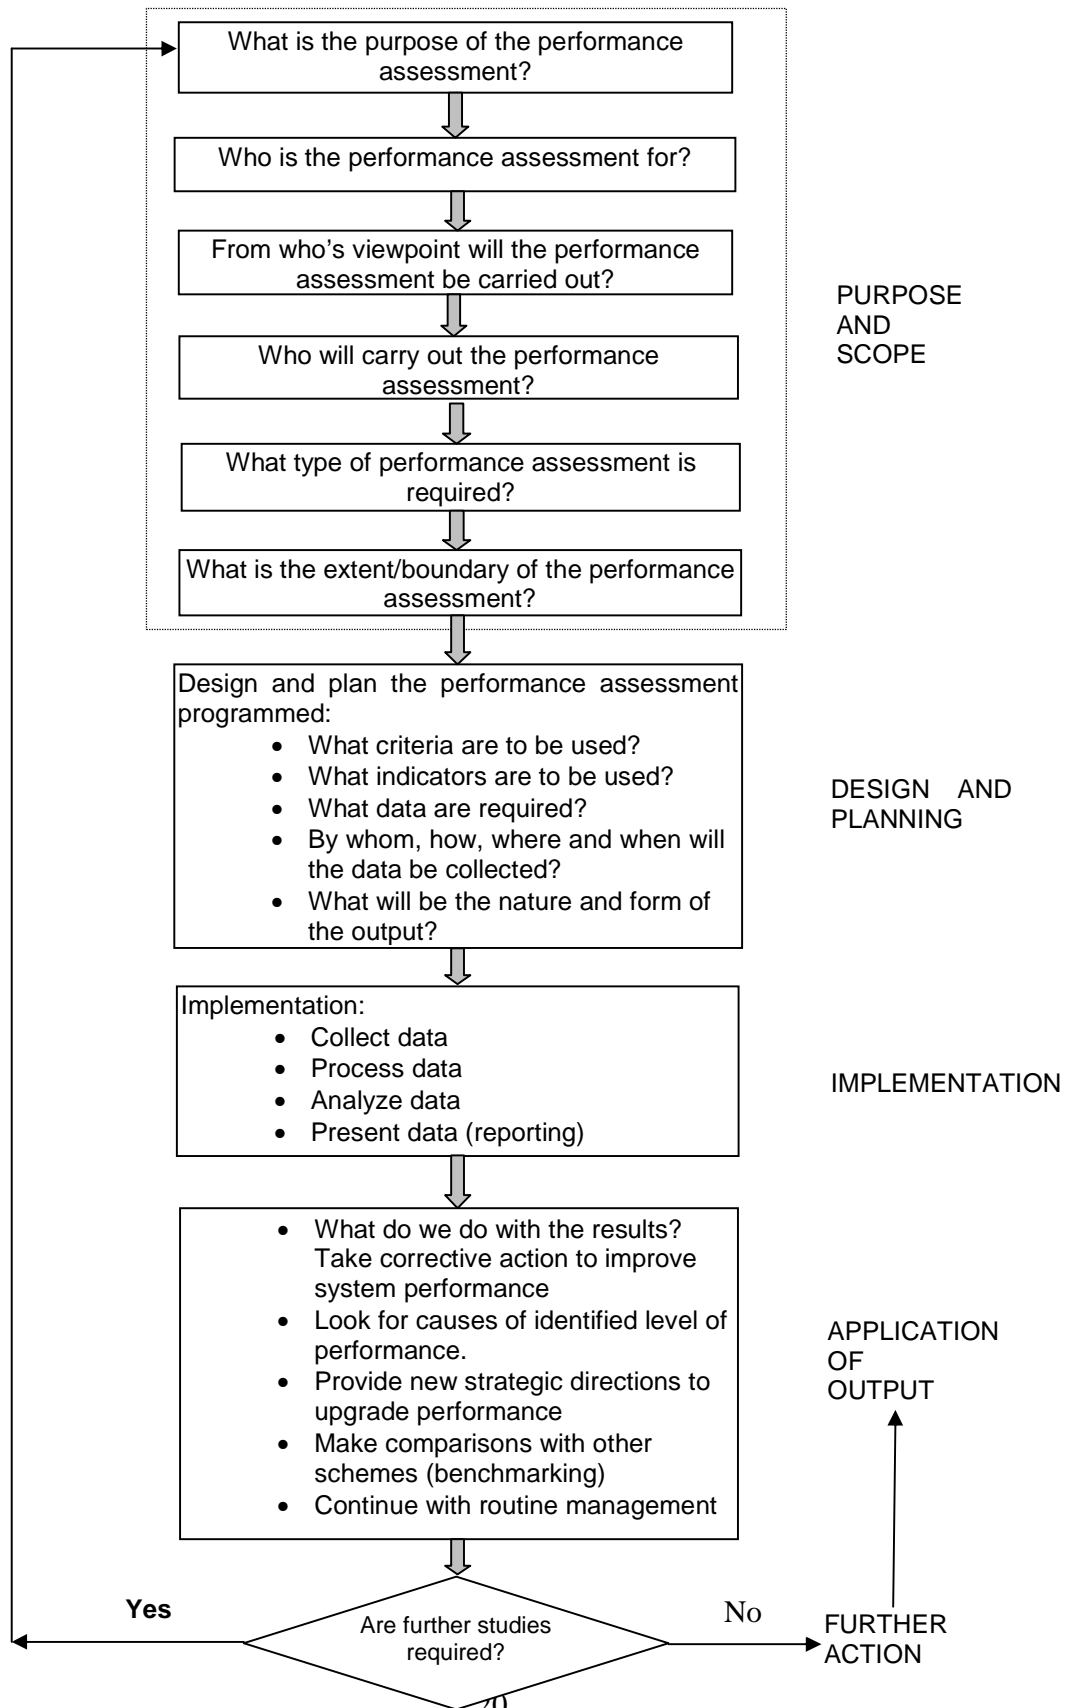 What is the purpose of the performance
assessment?
Who is the performance assessment for?
From who’s viewpoint will the performance
assessment be carried out?
Who will carry out the performance
assessment?
What type of performance assessment is
required?
What is the extent/boundary of the performance
assessment?
PURPOSE
AND
SCOPE
Design and plan the performance assessment
programmed:
• What criteria are to be used?
• What indicators are to be used?
• What data are required?
• By whom, how, where and when will
the data be collected?
• What will be the nature and form of
the output?
DESIGN AND
PLANNING
Implementation:
• Collect data
• Process data
• Analyze data
• Present data (reporting)
IMPLEMENTATION
• What do we do with the results?
Take corrective action to improve
system performance
• Look for causes of identified level of
performance.
• Provide new strategic directions to
upgrade performance
• Make comparisons with other
schemes (benchmarking)
• Continue with routine management
APPLICATION
OF
OUTPUT
Yes
Are further studies
required?
No
FURTHER
ACTION